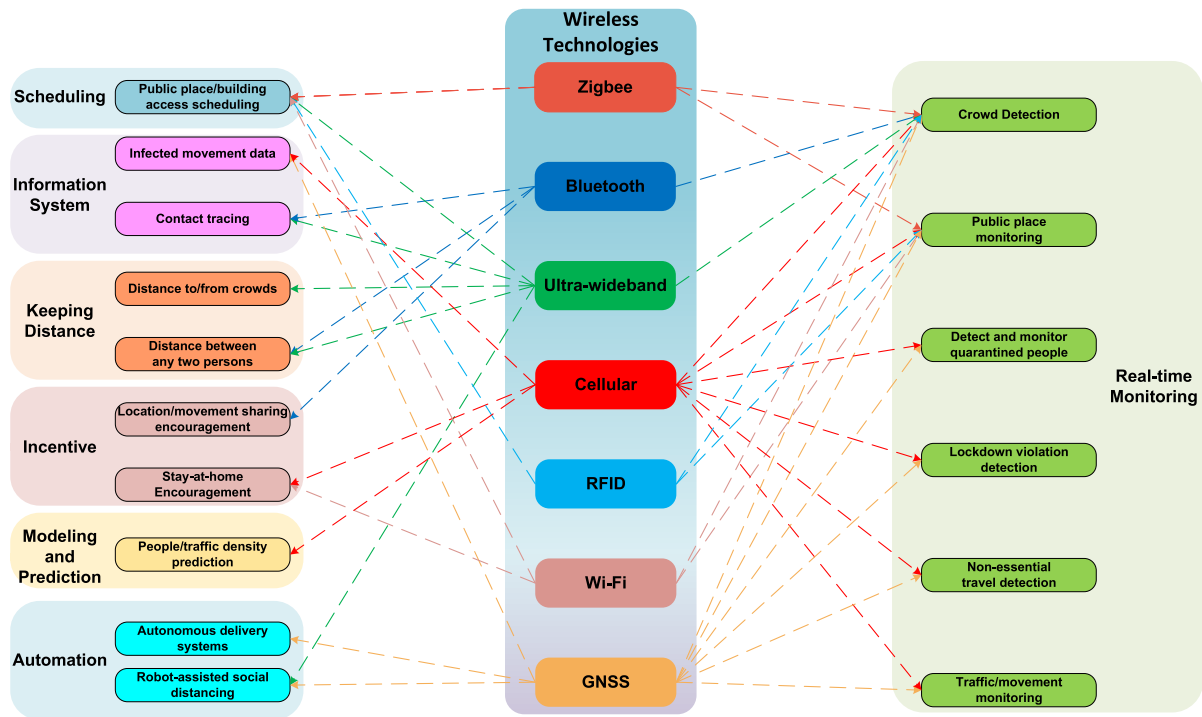 Wireless
Technologies
Scheduling
Public place/building
access scheduling
Information
System
Infected movement data
Contact tracing
Keeping
Distance
Distance to/from crowds
Distance between
any two persons
Incentive
Location/movement sharing
encouragement
Stay-at-home
Encouragement
Modeling
and
Prediction
People/traffic density
prediction
Automation
Autonomous delivery
systems
Robot-assisted social
distancing
Zigbee
Bluetooth
Ultra-wideband
Cellular
RFID
Wi-Fi
GNSS
Crowd Detection
Public place
monitoring
Detect and monitor
quarantined people
Lockdown violation
detection
Non-essential
travel detection
Traffic/movement
monitoring
Real-time
Monitoring